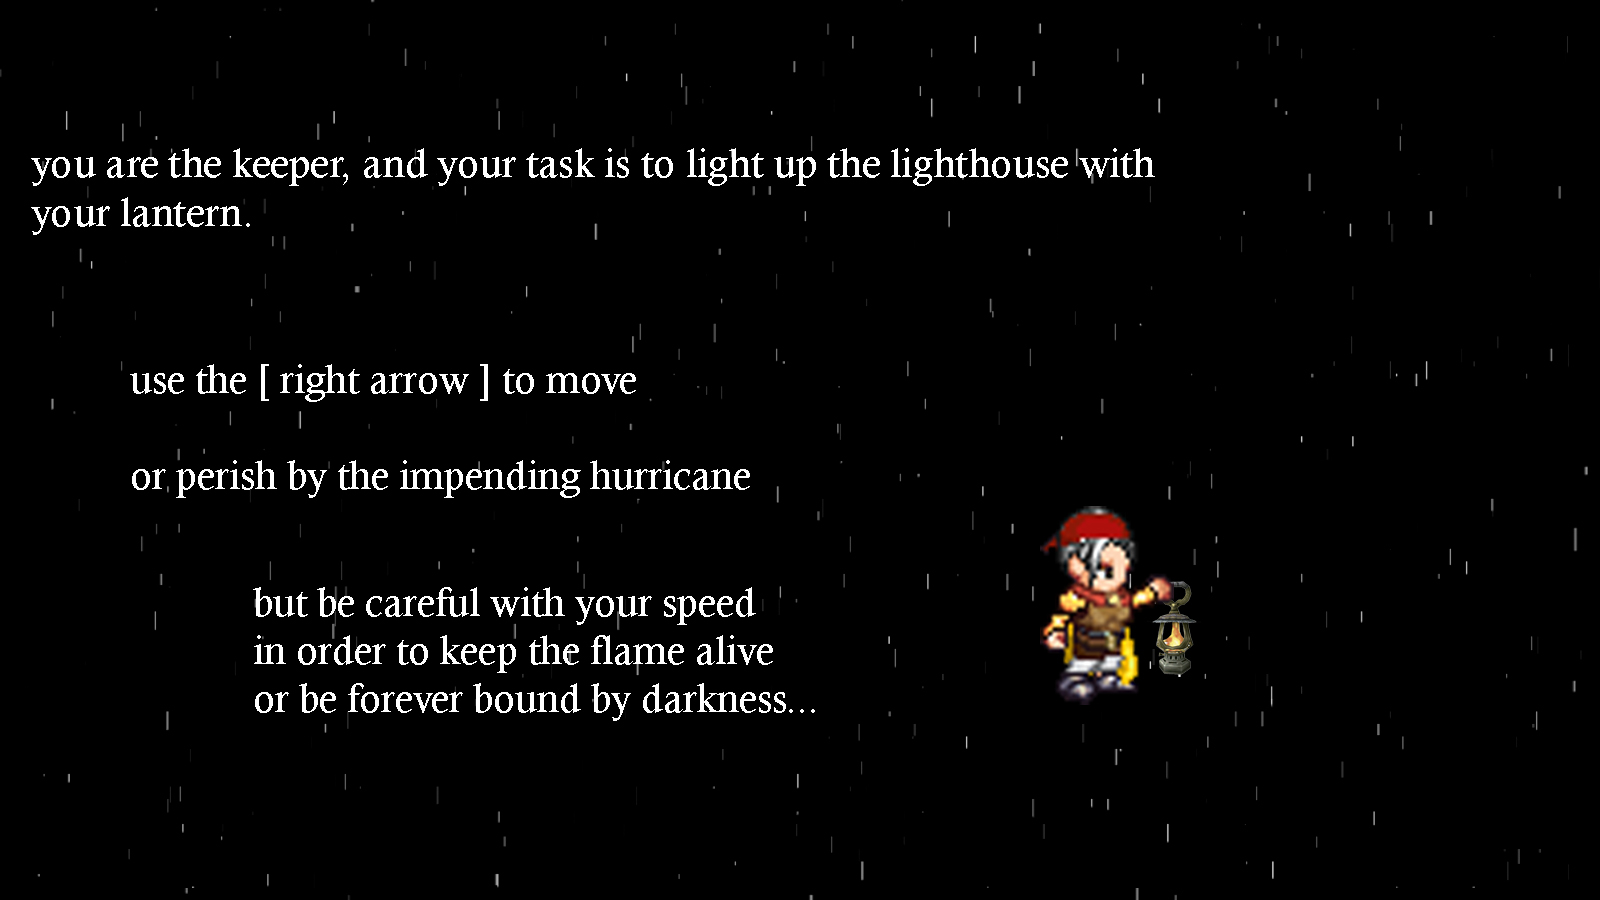 you are the keeper, and your task is to light up the lighthouse with
your lantern.
use the [ right arrow ] to move
or perish by the impending hurricane
but be careful with your speed
in order to keep the flame alive
or be forever bound by darkness...